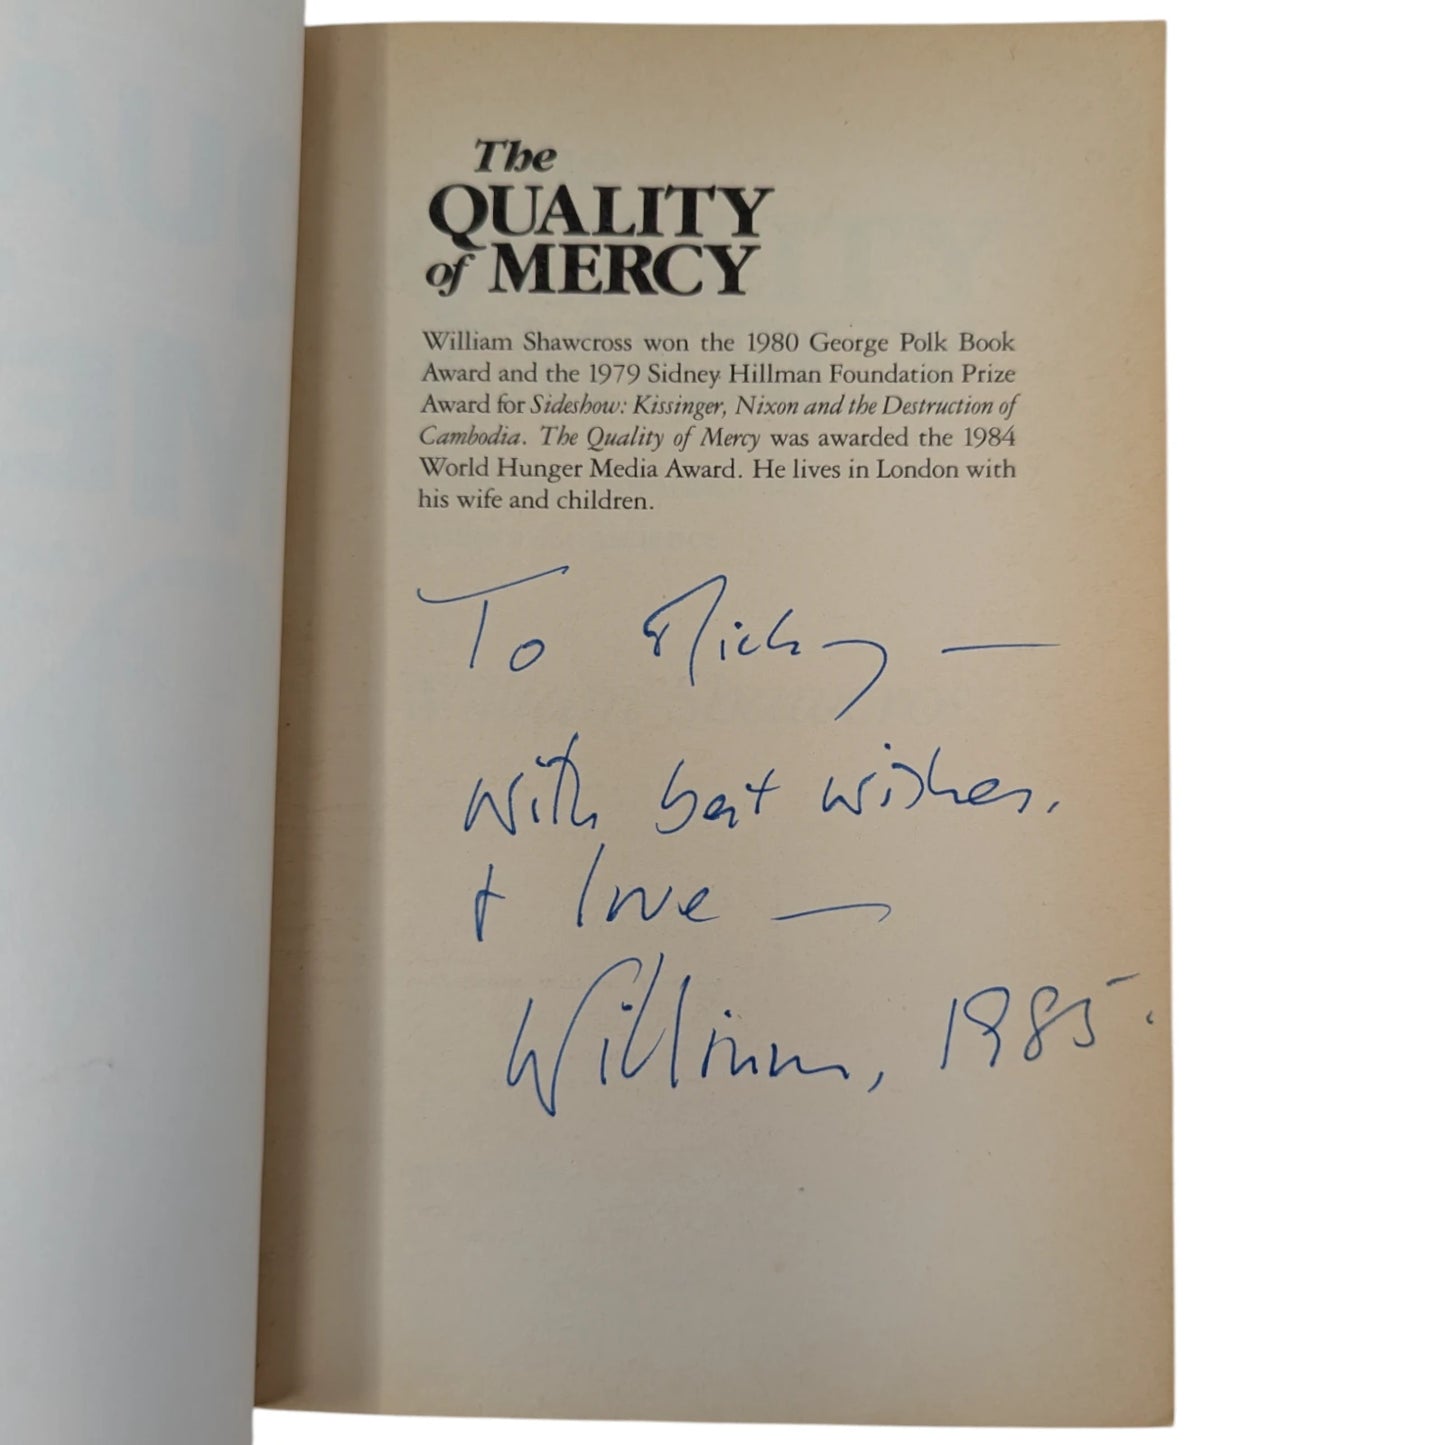 The
QUALITY
of MERCY
William Shawcross won the 1980 George Polk Book
Award and the 1979 Sidney Hillman Foundation Prize
Award for Sideshow: Kissinger, Nixon and the Destruction of
Cambodia. The Quality of Mercy was awarded the 1984
World Hunger Media Award. He lives in London with
his wife and children.
To —
with best wishes,
+ love —
William, 1985.